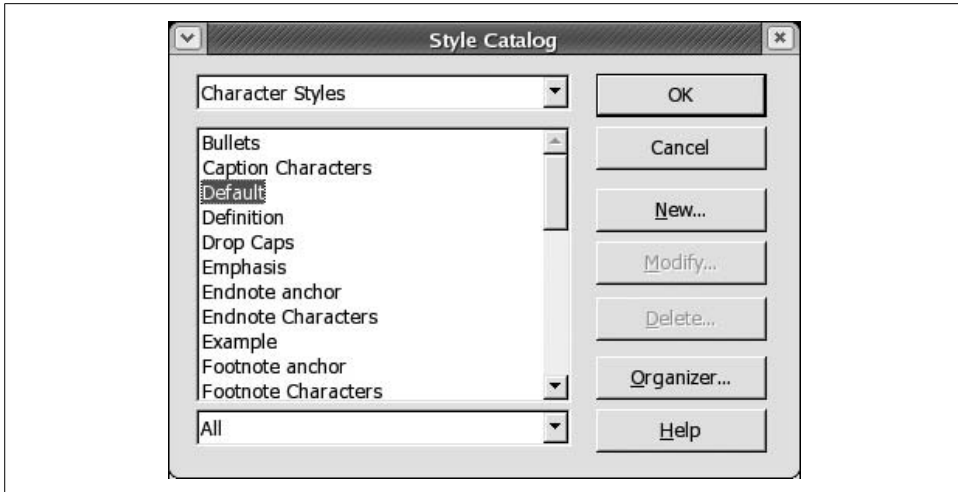 Style Catalog
Character Styles
OK
Bullets
Caption Characters
Default
Definition
Drop Caps
Emphasis
Endnote anchor
Endnote Characters
Example
Footnote anchor
Footnote Characters
All
Cancel
New...
Modify...
Delete...
Organizer...
Help